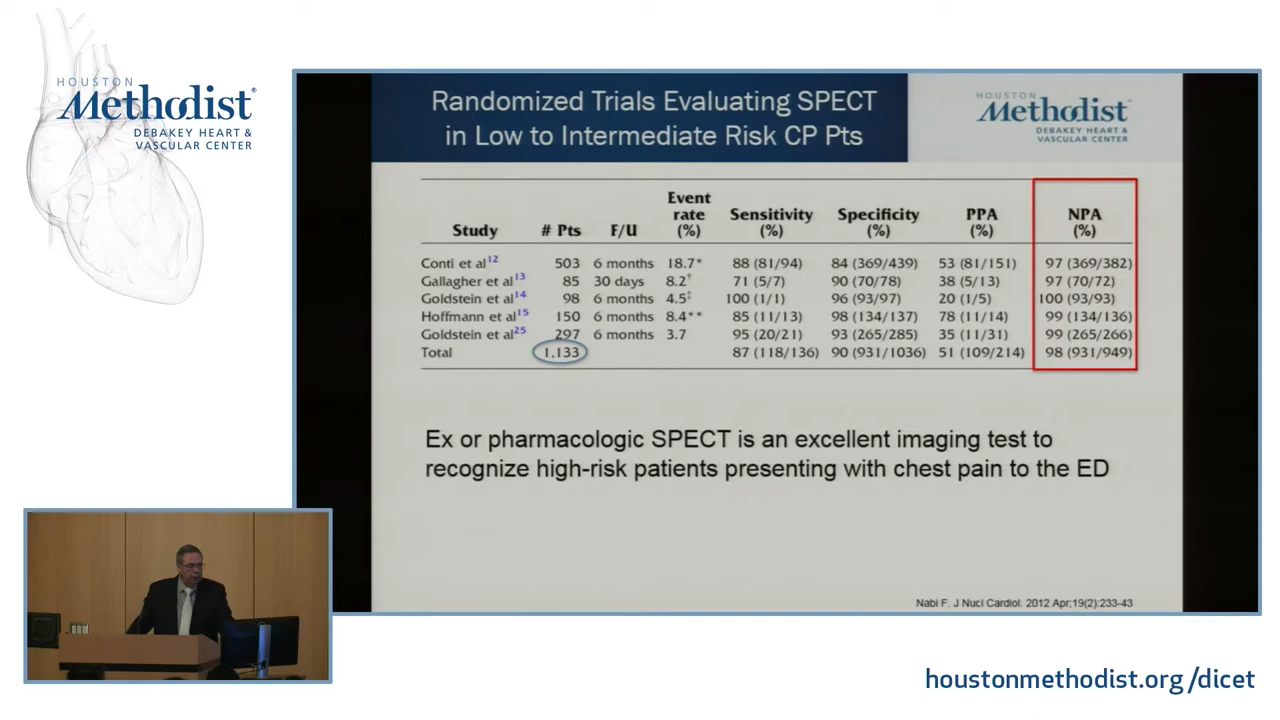 HOUSTON
Methodist®
DEBAKEY HEART &
VASCULAR CENTER
Randomized Trials Evaluating SPECT
in Low to Intermediate Risk CP Pts
HOUSTON
Methodist
DEBAKEY HEART &
VASCULAR CENTER
Study # Pts F/U Event rate (%) Sensitivity (%) Specificity (%) PPA (%) NPA (%)
Conti et al12 503 6 months 18.7* 88 (81/94) 84 (369/439) 53 (81/151) 97 (369/382)
Gallagher et al13 85 30 days 8.2† 71 (5/7) 90 (70/78) 38 (5/13) 97 (70/72)
Goldstein et al14 98 6 months 4.5‡ 100 (1/1) 96 (93/97) 20 (1/5) 100 (93/93)
Hoffmann et al15 150 6 months 8.4** 85 (11/13) 98 (134/137) 78 (11/14) 99 (134/136)
Goldstein et al25 297 6 months 3.7 95 (20/21) 93 (265/285) 35 (11/31) 99 (265/266)
Total 1,133 87 (118/136) 90 (931/1036) 51 (109/214) 98 (931/949)
Ex or pharmacologic SPECT is an excellent imaging test to
recognize high-risk patients presenting with chest pain to the ED
Nabi F. J Nucl Cardiol. 2012 Apr;19(2):233-43
houstonmethodist.org/dicet